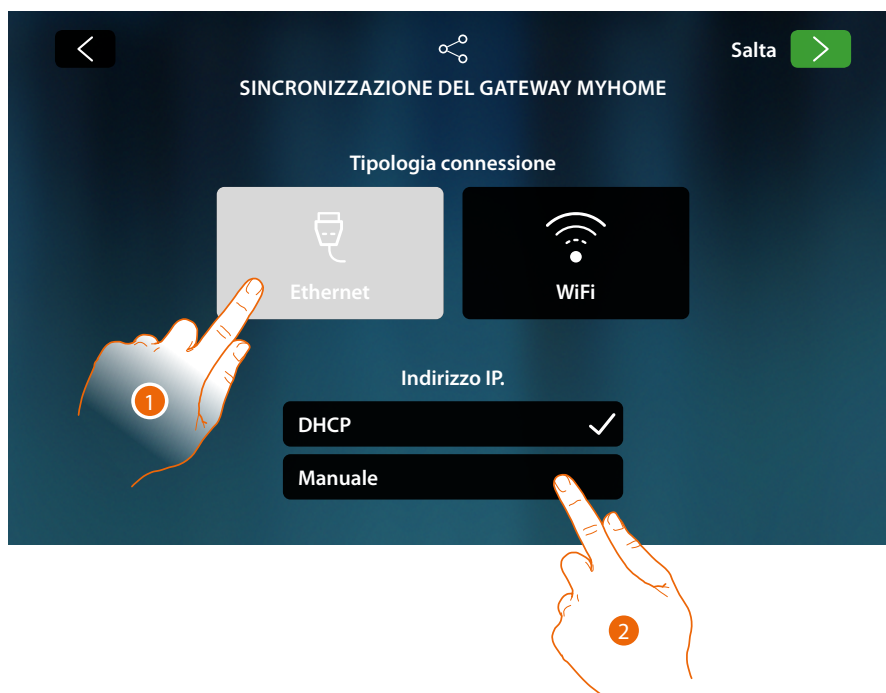 Salta
SINCRONIZZAZIONE DEL GATEWAY MYHOME
Tipologia connessione
Ethernet
WiFi
1
Indirizzo IP.
DHCP
Manuale
2